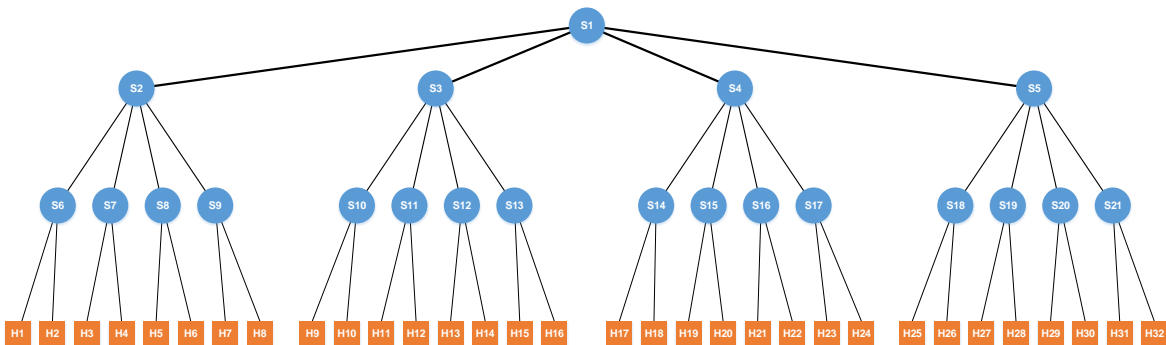 S1
S2 S3 S4 S5
S6 S7 S8 S9 S10 S11 S12 S13 S14 S15 S16 S17 S18 S19 S20 S21
H1 H2 H3 H4 H5 H6 H7 H8 H9 H10 H11 H12 H13 H14 H15 H16 H17 H18 H19 H20 H21 H22 H23 H24 H25 H26 H27 H28 H29 H30 H31 H32